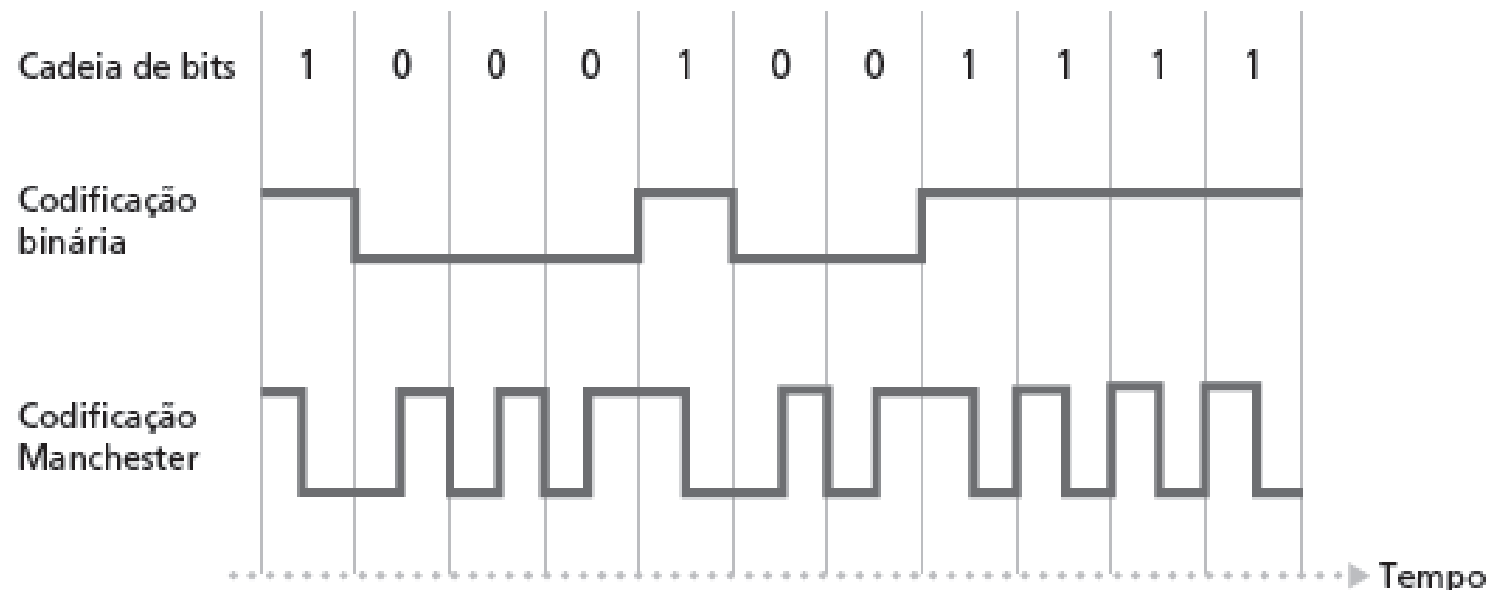 Cadeia de bits 1 0 0 0 1 0 0 1 1 1 1
Codificação
binária
Codificação
Manchester
Tempo